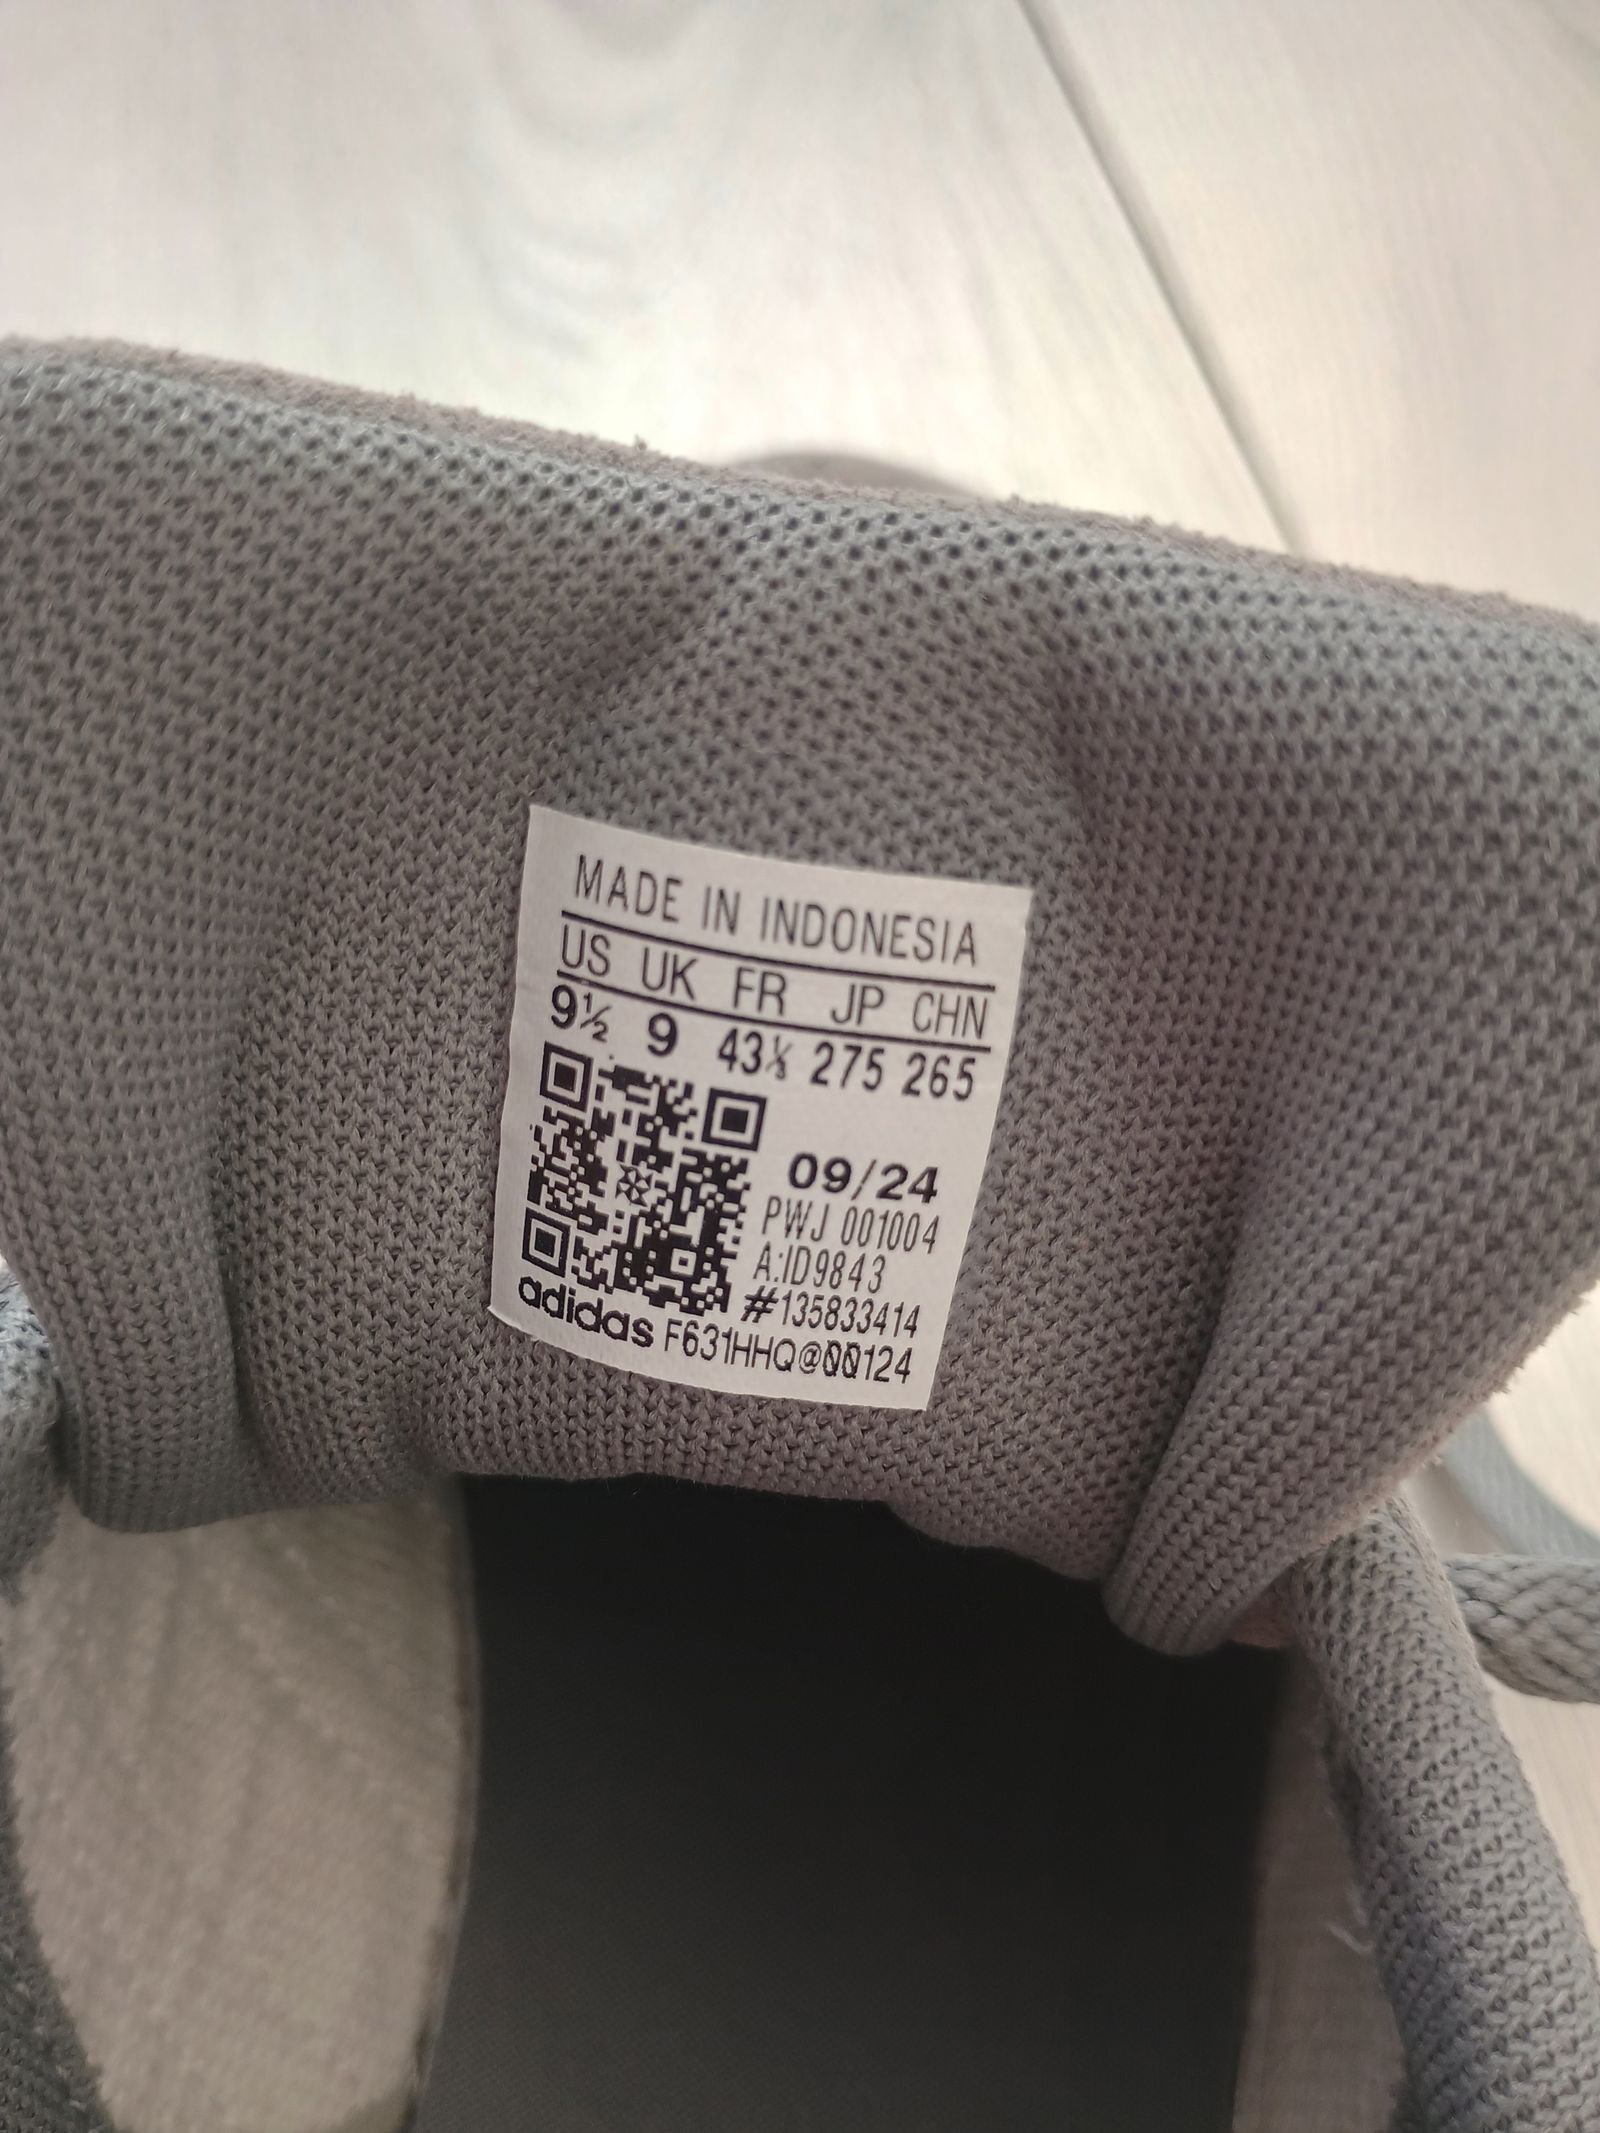 MADE IN INDONESIA
US UK FR JP CHN
9½ 9 43⅓ 275 265
09/24
PWJ 001004
A:ID9843
#135833414
adidas F631HHQ@00124